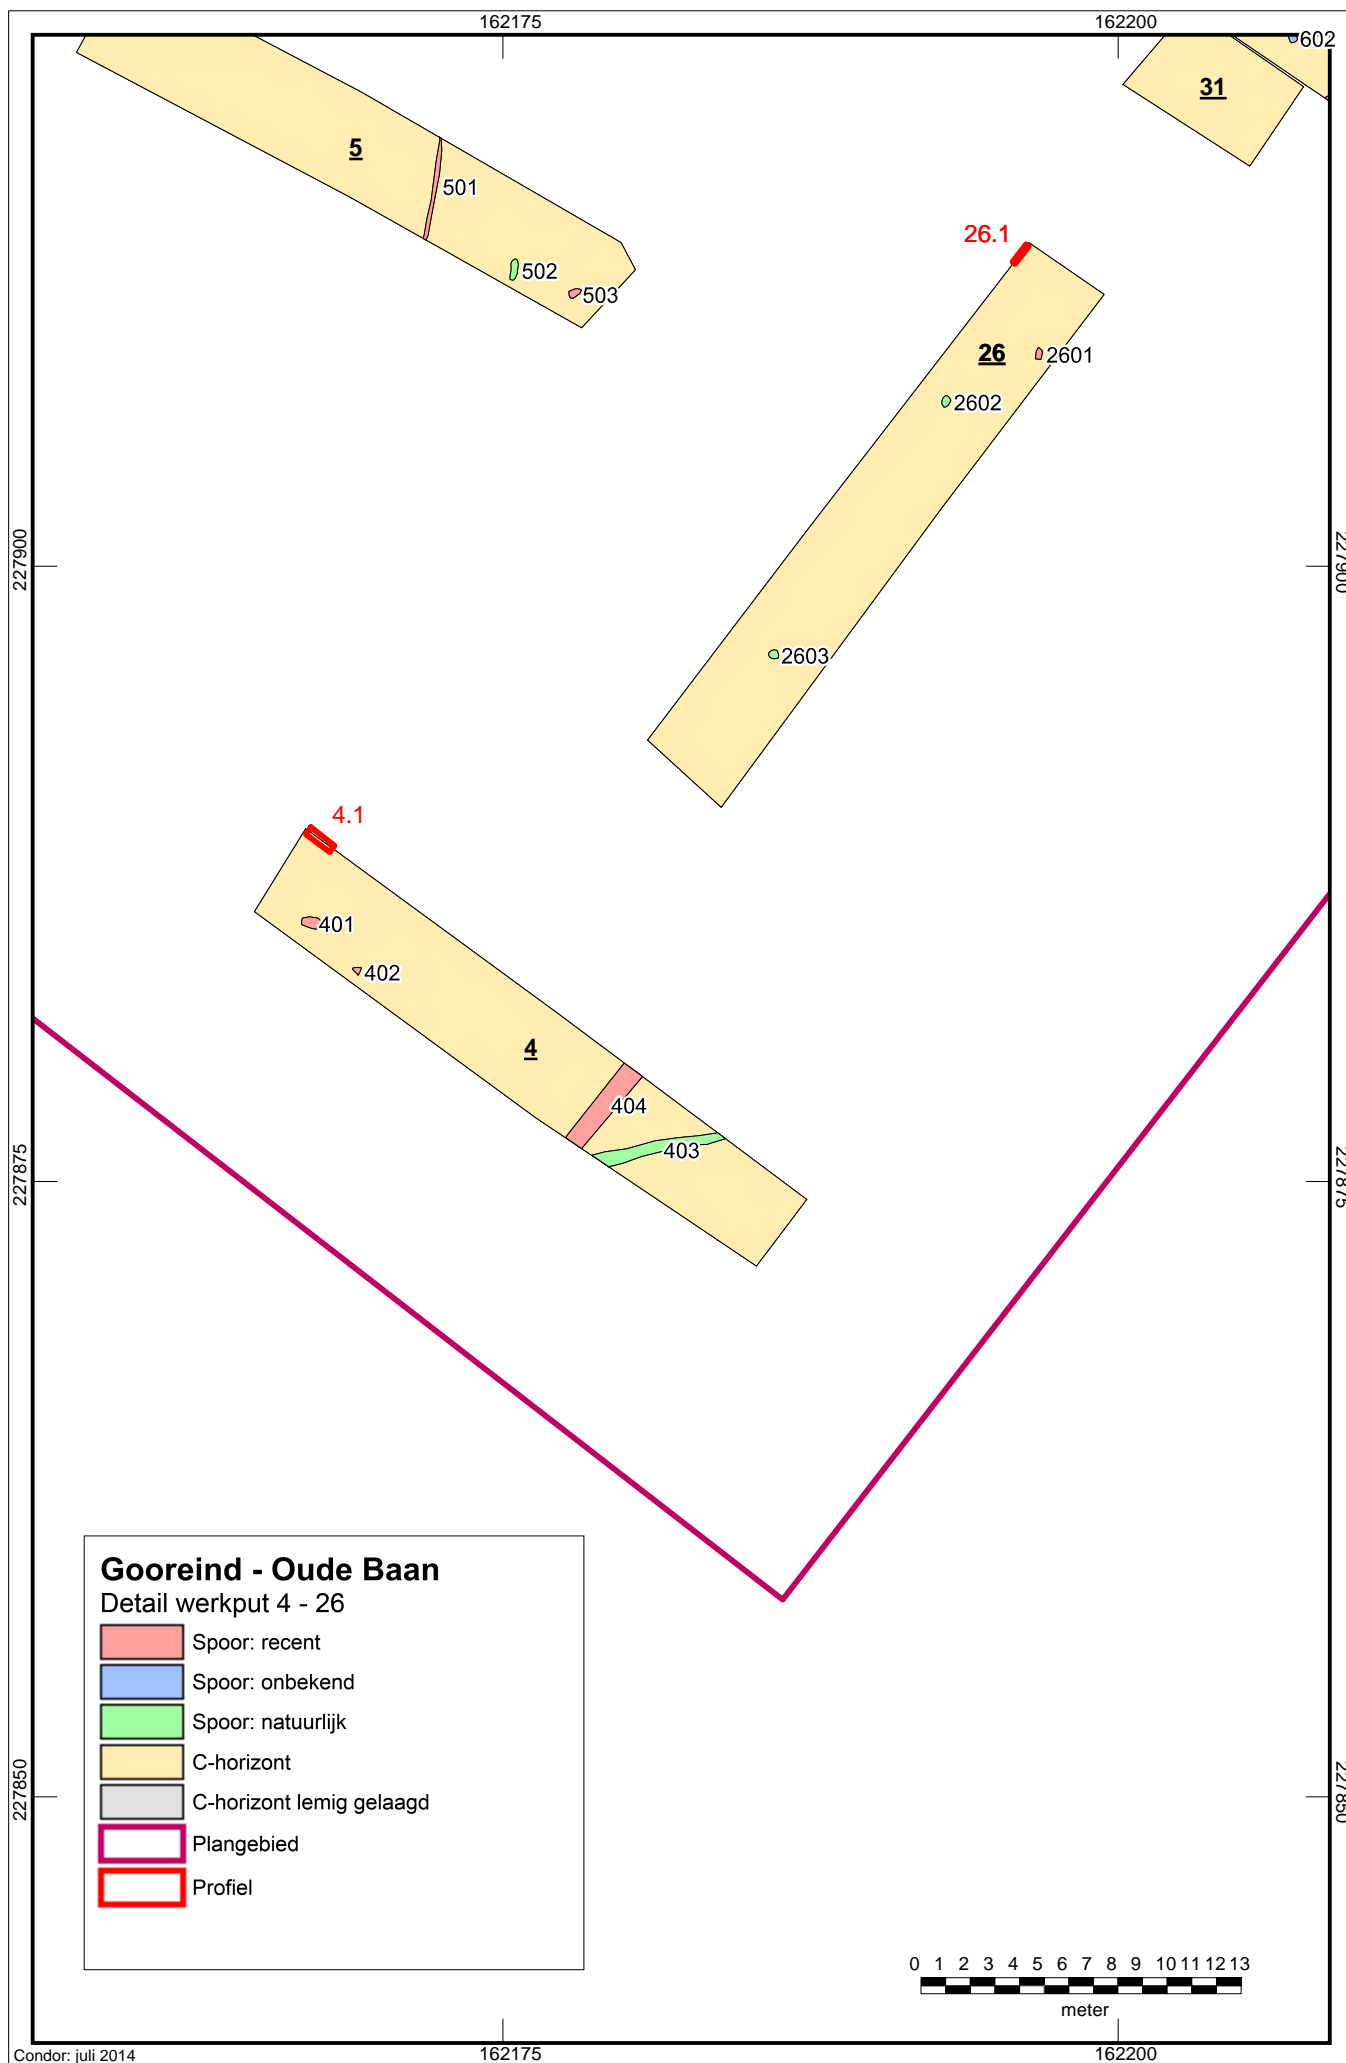 162175
162200
602
31
5
501
26.1
502
503
26
2601
2602
227900
227900
2603
4.1
401
402
4
404
403
227875
227875
Gooreind - Oude Baan
Detail werkput 4 - 26
Spoor: recent
Spoor: onbekend
Spoor: natuurlijk
C-horizont
C-horizont lemig gelaagd
Plangebied
Profiel
227850
227850
0 1 2 3 4 5 6 7 8 9 10 11 12 13
meter
Condor: juli 2014
162175
162200